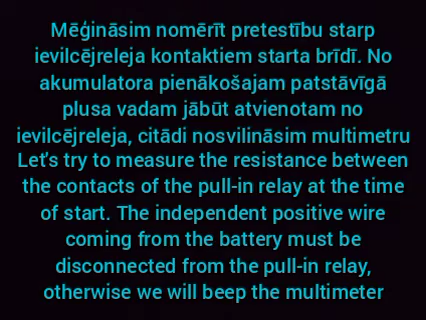 Mēģināsim nomērīt pretestību starp
ievilcējreleja kontaktiem starta brīdī. No
akumulatora pienākošajam patstāvīgā
plusa vadam jābūt atvienotam no
ievilcējreleja, citādi nosvilināsim multimetru
Let's try to measure the resistance between
the contacts of the pull-in relay at the time
of start. The independent positive wire
coming from the battery must be
disconnected from the pull-in relay,
otherwise we will beep the multimeter